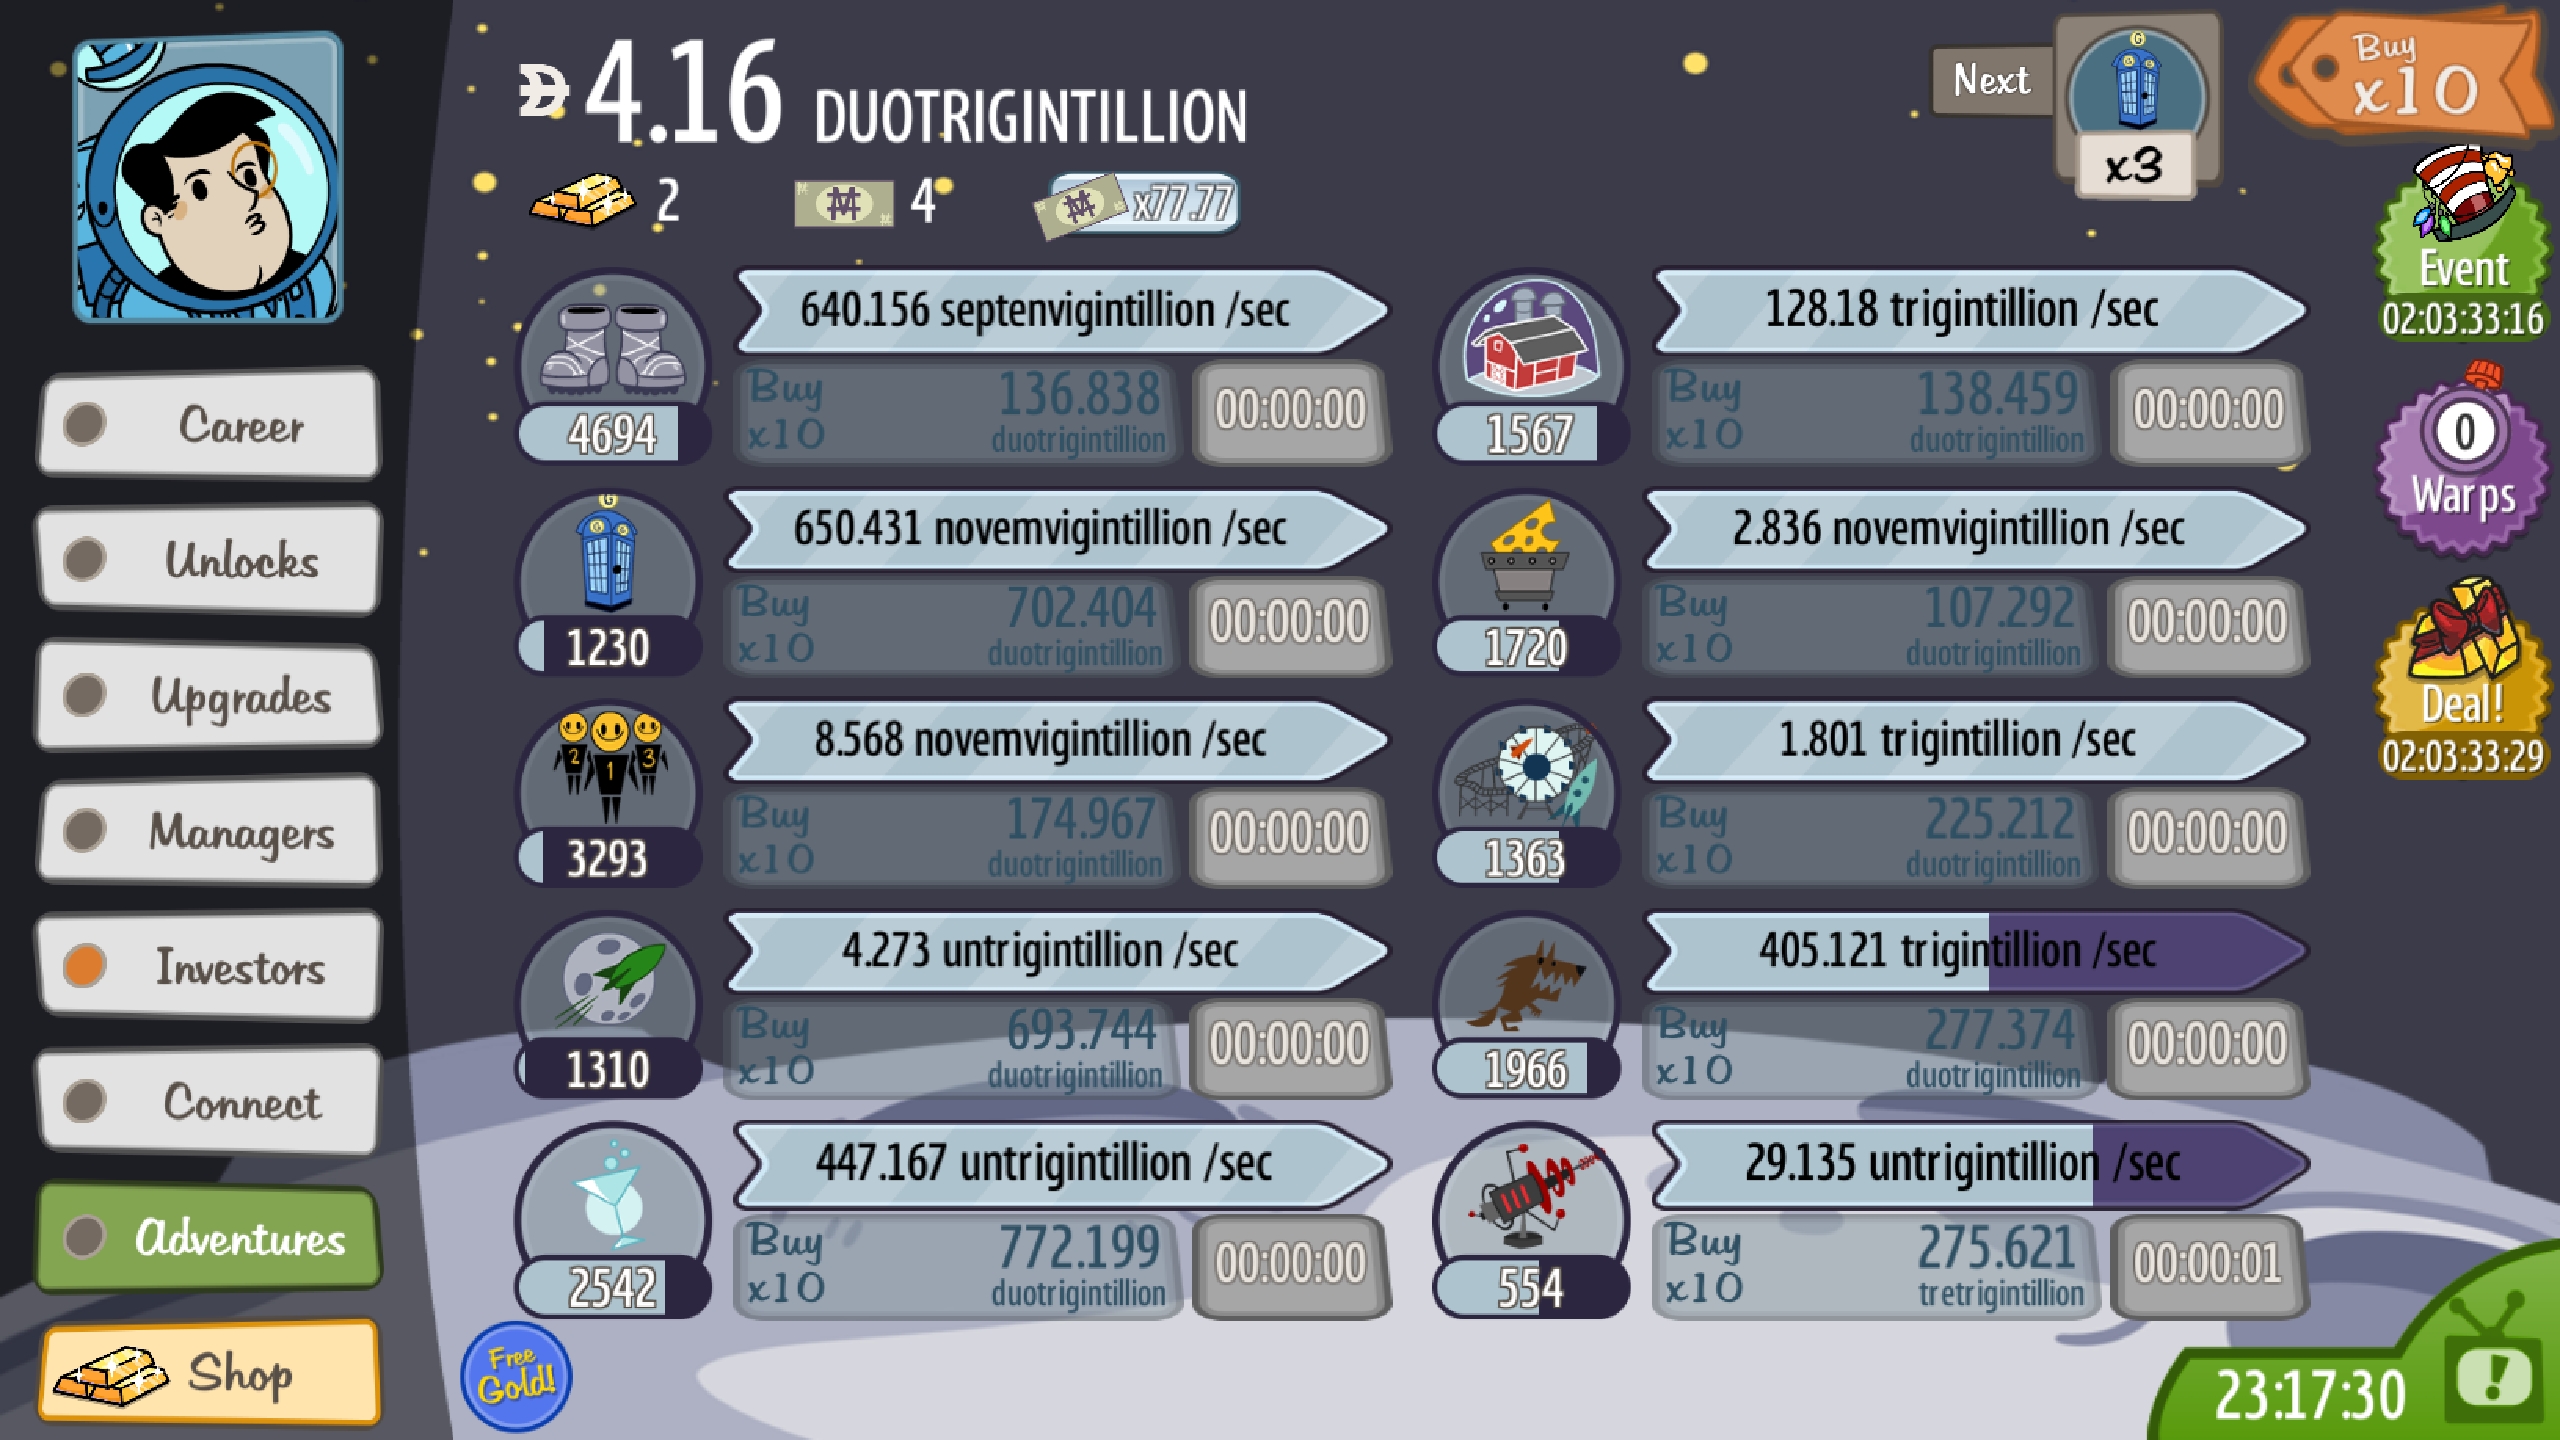 4.16 DUOTRIGINTILLION
2
4
x77.77
Next
x3
Buy
x10
Career
Unlocks
Upgrades
Managers
Investors
Connect
Adventures
Shop
640.156 septenvigintillion /sec
Buy
x10
136.838
duotrigintillion
00:00:00
4694
128.18 trigintillion /sec
Buy
x10
138.459
duotrigintillion
00:00:00
1567
G
G G
650.431 novemvigintillion /sec
Buy
x10
702.404
duotrigintillion
00:00:00
1230
2.836 novemvigintillion /sec
Buy
x10
107.292
duotrigintillion
00:00:00
1720
2 1 3
8.568 novemvigintillion /sec
Buy
x10
174.967
duotrigintillion
00:00:00
3293
1.801 trigintillion /sec
Buy
x10
225.212
duotrigintillion
00:00:00
1363
4.273 untrigintillion /sec
Buy
x10
693.744
duotrigintillion
00:00:00
1310
405.121 trigintillion /sec
Buy
x10
277.374
duotrigintillion
00:00:00
1966
447.167 untrigintillion /sec
Buy
x10
772.199
duotrigintillion
00:00:00
2542
29.135 untrigintillion /sec
Buy
x10
275.621
tretrigintillion
00:00:01
554
Event
02:03:33:16
0
Warps
Deal!
02:03:33:29
Free
Gold!
23:17:30
!